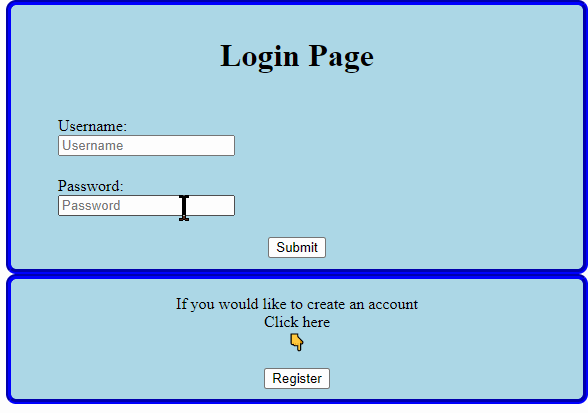 Login Page
Username:
Username
Password:
Password
Submit
If you would like to create an account
Click here
👇
Register